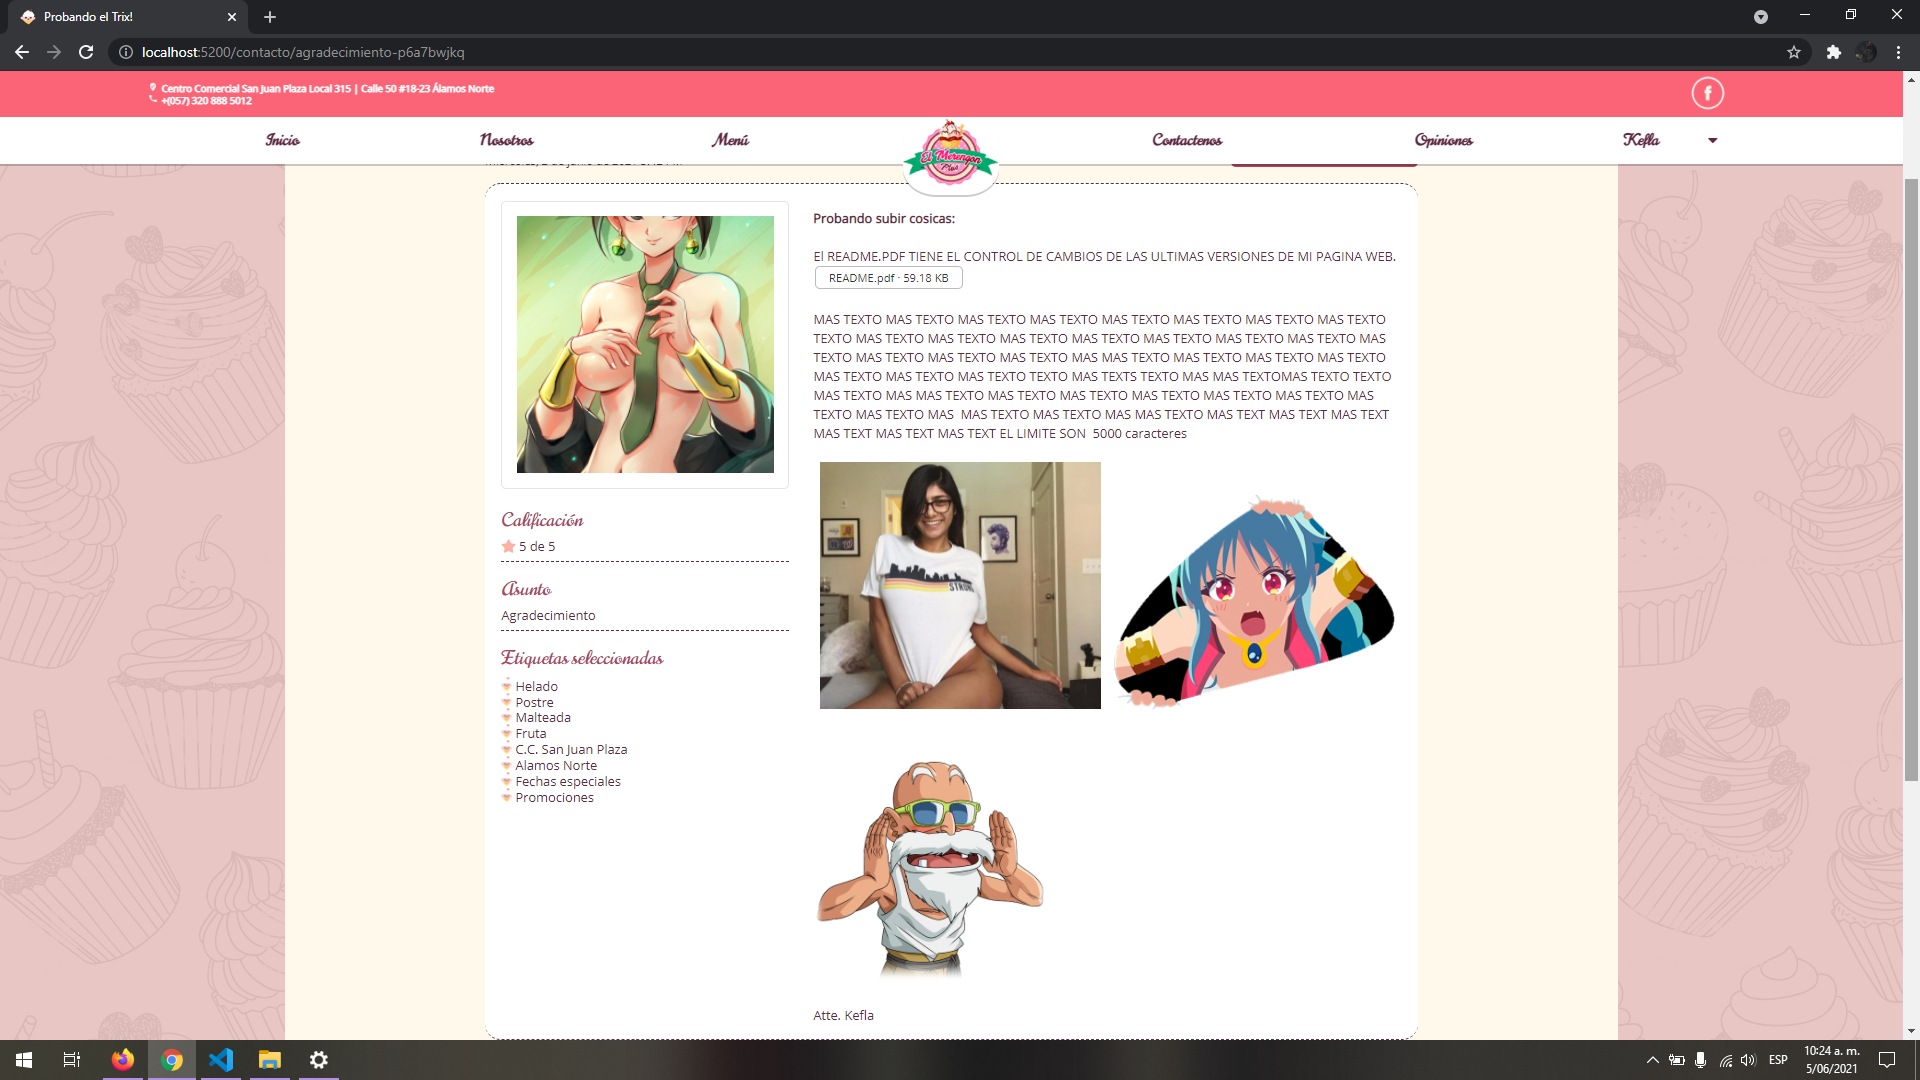 Probando el Trix!
localhost:5200/contacto/agradecimiento-p6a7bwjkq
Centro Comercial San Juan Plaza Local 315 | Calle 50 #18-23 Álamos Norte
+(057) 320 888 5012
Inicio
Nosotros
Menú
El Merengon
Plus
Contactenos
Opiniones
Kefla
Probando subir cosicas:
El README.PDF TIENE EL CONTROL DE CAMBIOS DE LAS ULTIMAS VERSIONES DE MI PAGINA WEB.
README.pdf · 59.18 KB
MAS TEXTO MAS TEXTO MAS TEXTO MAS TEXTO MAS TEXTO MAS TEXTO MAS TEXTO MAS TEXTO
TEXTO MAS TEXTO MAS TEXTO MAS TEXTO MAS TEXTO MAS TEXTO MAS TEXTO MAS TEXTO MAS
TEXTO MAS TEXTO MAS TEXTO MAS TEXTO MAS MAS TEXTO MAS TEXTO MAS TEXTO MAS TEXTO
MAS TEXTO MAS TEXTO MAS TEXTO TEXTO MAS TEXTS TEXTO MAS MAS TEXTOMAS TEXTO TEXTO
MAS TEXTO MAS MAS TEXTO MAS TEXTO MAS TEXTO MAS TEXTO MAS TEXTO MAS TEXTO MAS
TEXTO MAS TEXTO MAS  MAS TEXTO MAS TEXTO MAS MAS TEXTO MAS TEXT MAS TEXT MAS TEXT
MAS TEXT MAS TEXT MAS TEXT EL LIMITE SON  5000 caracteres
STRONG
Calificación
5 de 5
Asunto
Agradecimiento
Etiquetas seleccionadas
Helado
Postre
Malteada
Fruta
C.C. San Juan Plaza
Alamos Norte
Fechas especiales
Promociones
Atte. Kefla
ESP
10:24 a. m.
5/06/2021